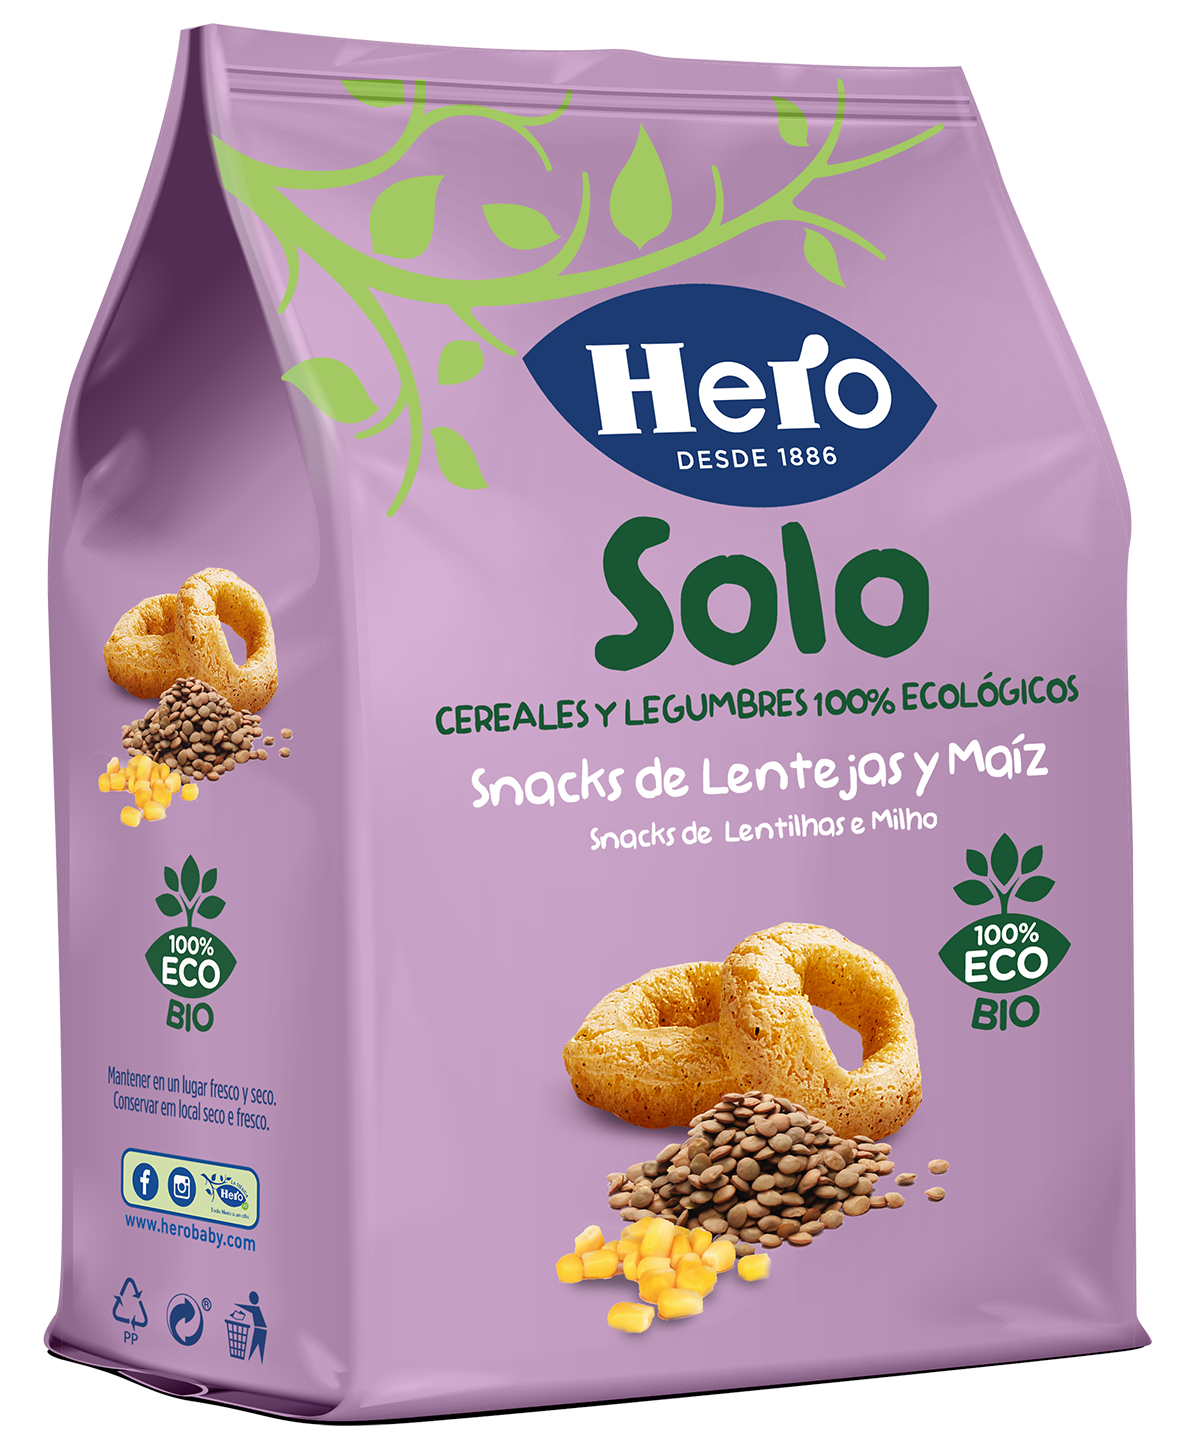 Hero
DESDE 1886
Solo
CEREALES Y LEGUMBRES 100% ECOLÓGICOS
Snacks de Lentejas y Maíz
Snacks de Lentilhas e Milho
100%
ECO
BIO
100%
ECO
BIO
Mantener en un lugar fresco y seco.
Conservar em local seco e fresco.
LA TIENDA
Hero
www.herobaby.com
PP
®